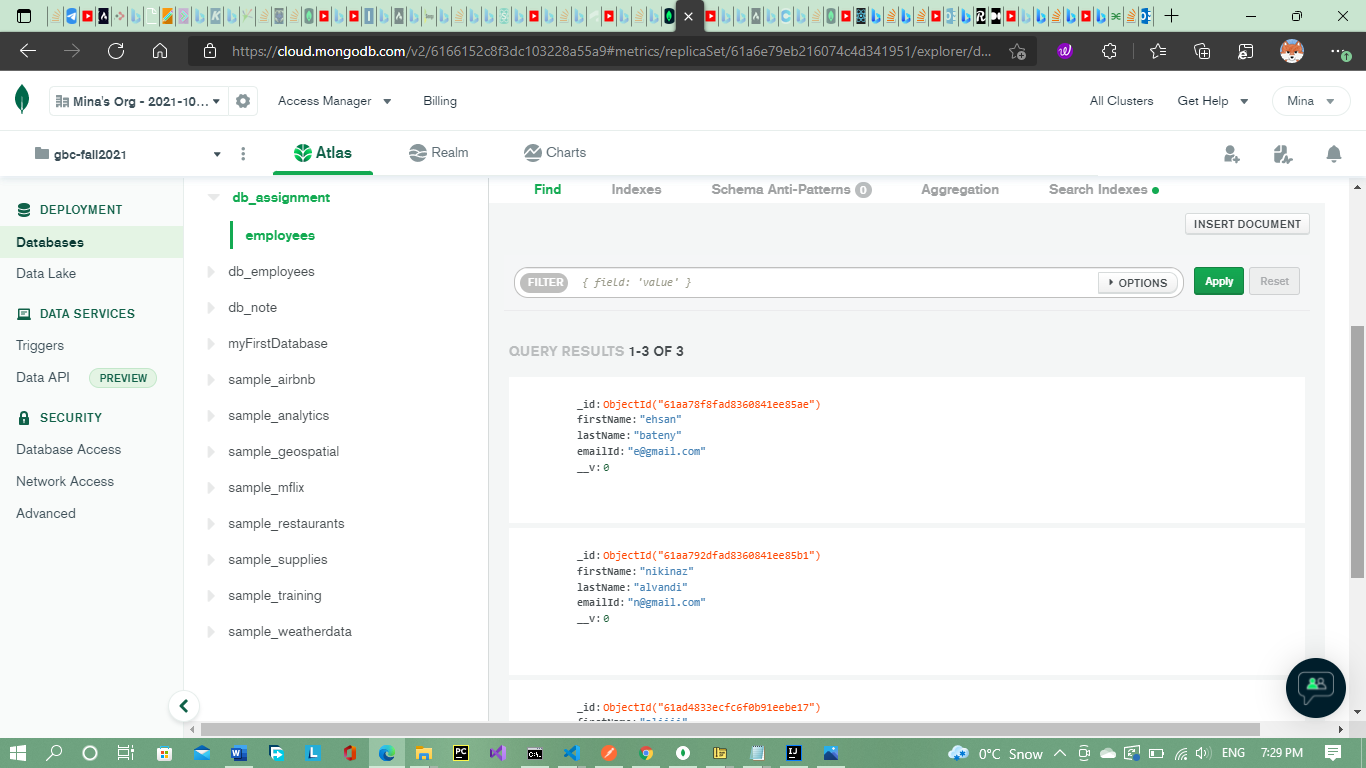 https://cloud.mongodb.com/v2/6166152c8f3dc103228a55a9#metrics/replicaSet/61a6e79eb216074c4d341951/explorer/d...
Mina's Org - 2021-10...
Access Manager
Billing
All Clusters
Get Help
Mina
gbc-fall2021
Atlas
Realm
Charts
DEPLOYMENT
Databases
Data Lake
DATA SERVICES
Triggers
Data API
PREVIEW
SECURITY
Database Access
Network Access
Advanced
db_assignment
employees
db_employees
db_note
myFirstDatabase
sample_airbnb
sample_analytics
sample_geospatial
sample_mflix
sample_restaurants
sample_supplies
sample_training
sample_weatherdata
Find
Indexes
Schema Anti-Patterns 0
Aggregation
Search Indexes
INSERT DOCUMENT
FILTER { field: 'value' }
OPTIONS
Apply
Reset
QUERY RESULTS 1-3 OF 3
_id: ObjectId("61aa78f8fad8360841ee85ae")
firstName: "ehsan"
lastName: "bateny"
emailId: "e@gmail.com"
__v: 0
_id: ObjectId("61aa792dfad8360841ee85b1")
firstName: "nikinaz"
lastName: "alvandi"
emailId: "n@gmail.com"
__v: 0
_id: ObjectId("61ad4833ecfc6f0b91eebe17")
0°C Snow
ENG
7:29 PM